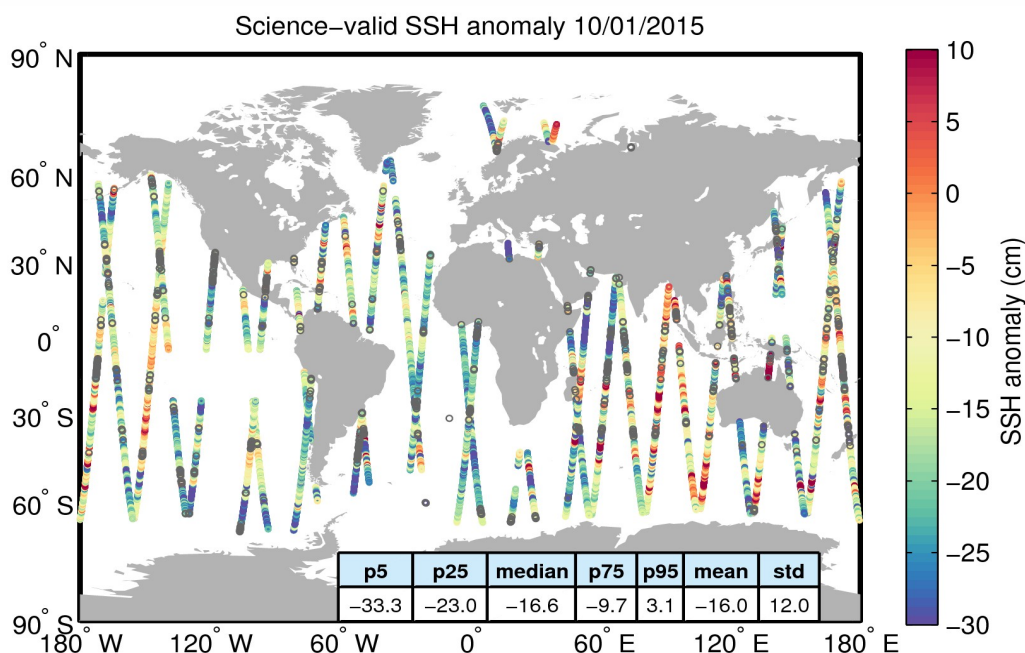 Science−valid SSH anomaly 10/01/2015
90° N
60° N
30° N
0°
30° S
60° S
90° S
180° W
120° W
60° W
0°
60° E
120° E
180° E
p5 p25 median p75 p95 mean std
−33.3 −23.0 −16.6 −9.7 3.1 −16.0 12.0
10
5
0
−5
−10
−15
−20
−25
−30
SSH anomaly (cm)